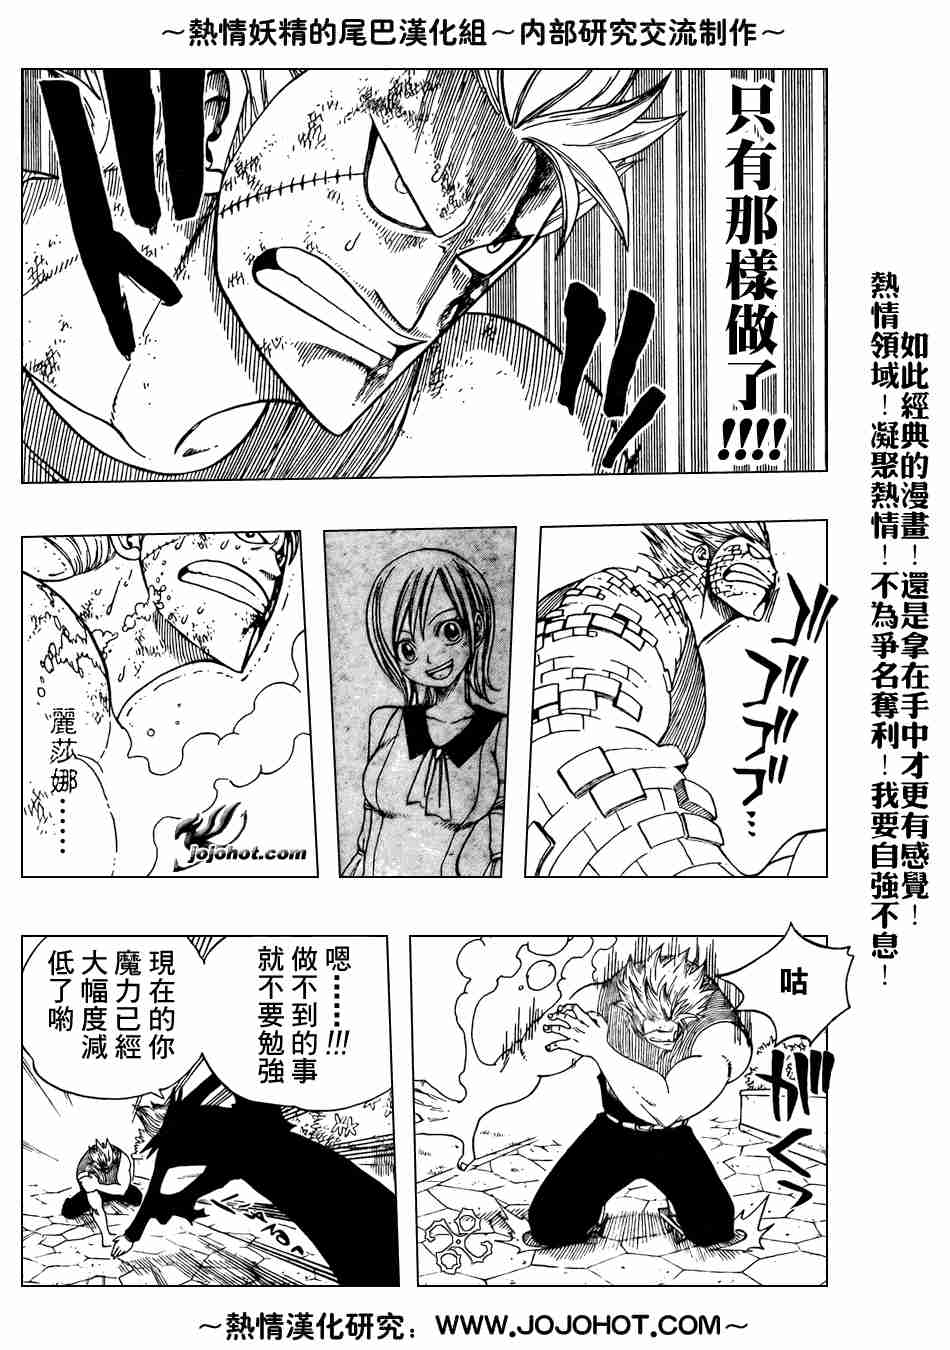 ～熱情妖精的尾巴漢化組～内部研究交流制作～
只有那樣做了!!!!
如此經典的漫畫！還是拿在手中才更有感覺！
熱情領域！凝聚熱情！不為爭名奪利！我要自強不息！
麗莎娜……
jojohot.com
咕
嗯……!!!
做不到的事
就不要勉強
現在的你
魔力已經
大幅度減
低了喲
～熱情漢化研究：WWW.JOJOHOT.COM～